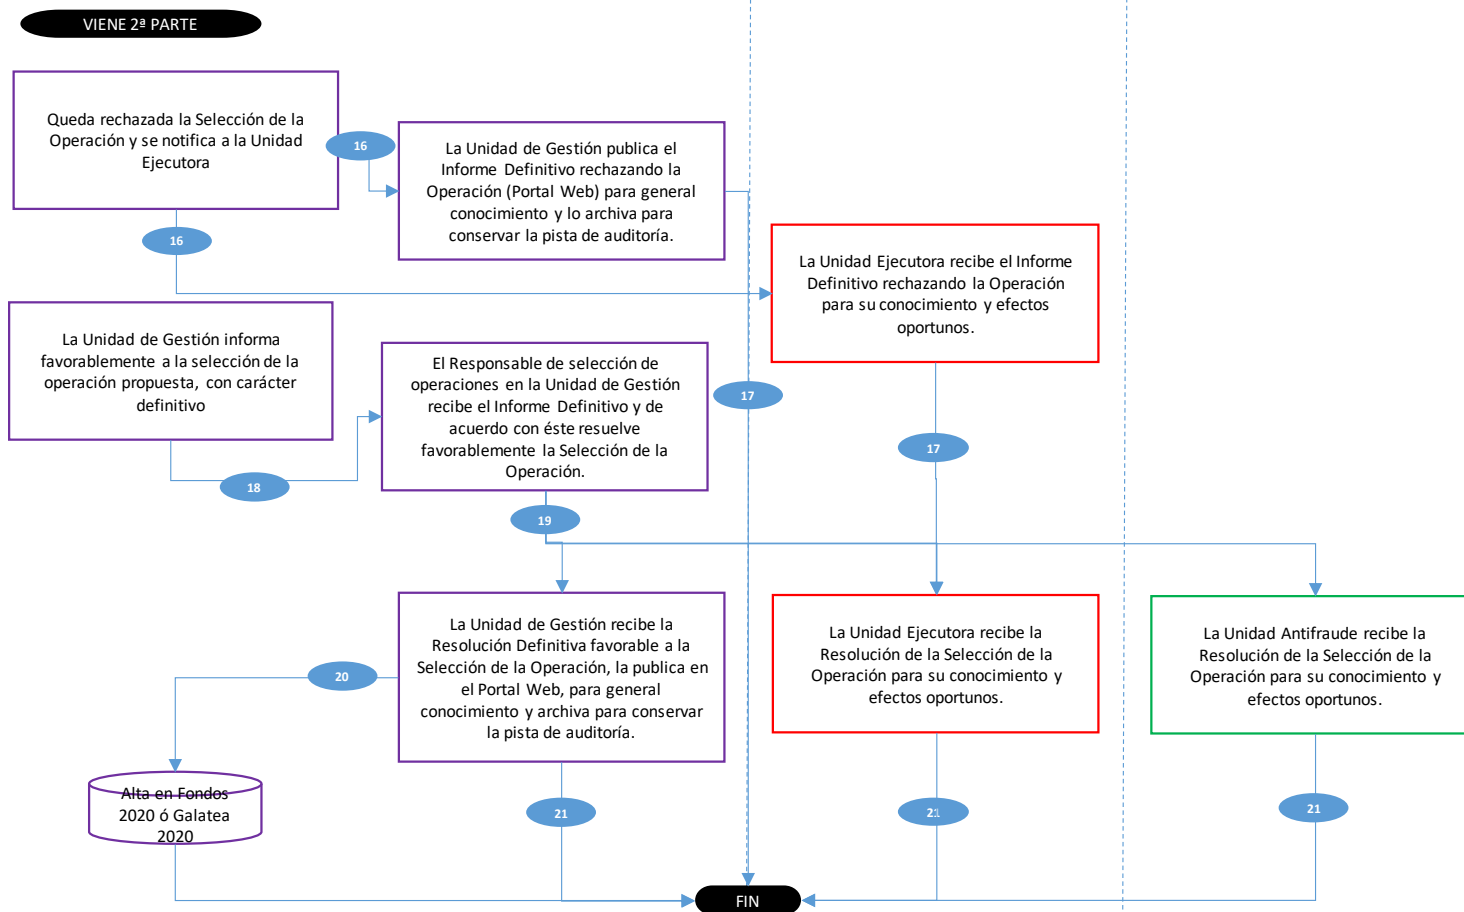 VIENE 2ª PARTE
Queda rechazada la Selección de la
Operación y se notifica a la Unidad
Ejecutora
16
La Unidad de Gestión publica el
Informe Definitivo rechazando la
Operación (Portal Web) para general
conocimiento y lo archiva para
conservar la pista de auditoría.
16
La Unidad Ejecutora recibe el Informe
Definitivo rechazando la Operación
para su conocimiento y efectos
oportunos.
La Unidad de Gestión informa
favorablemente a la selección de la
operación propuesta, con carácter
definitivo
El Responsable de selección de
operaciones en la Unidad de Gestión
recibe el Informe Definitivo y de
acuerdo con éste resuelve
favorablemente la Selección de la
Operación.
17
17
18
19
La Unidad de Gestión recibe la
Resolución Definitiva favorable a la
Selección de la Operación, la publica en
el Portal Web, para general
conocimiento y archiva para conservar
la pista de auditoría.
La Unidad Ejecutora recibe la
Resolución de la Selección de la
Operación para su conocimiento y
efectos oportunos.
La Unidad Antifraude recibe la
Resolución de la Selección de la
Operación para su conocimiento y
efectos oportunos.
20
Alta en Fondos
2020 ó Galatea
2020
21
21
21
FIN